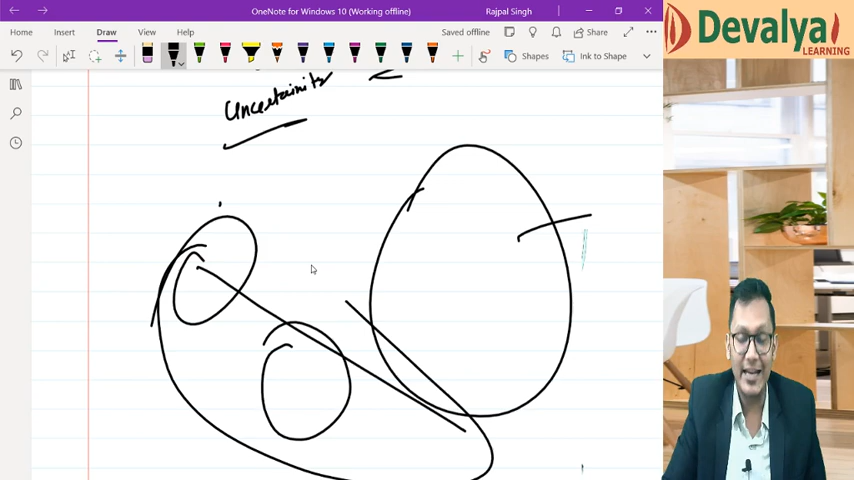 OneNote for Windows 10 (Working offline)
Rajpal Singh
Home Insert Draw View Help
Saved offline
Share
Shapes
Ink to Shape
Uncertainity
Devalya
LEARNING